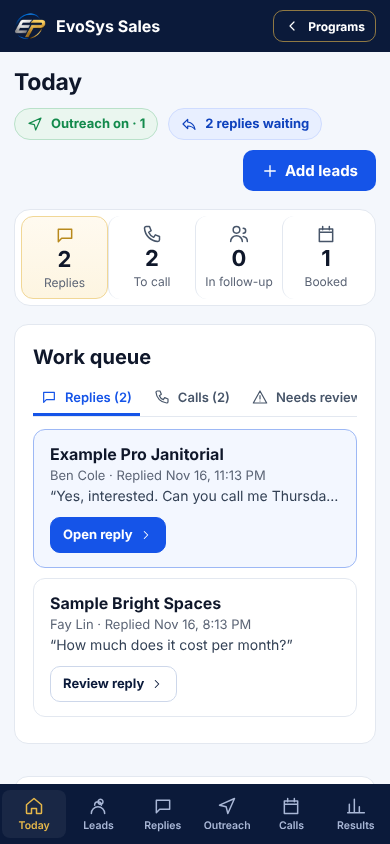 EP EvoSys Sales
Programs
Today
Outreach on · 1
2 replies waiting
Add leads
2
Replies
2
To call
0
In follow-up
1
Booked
Work queue
Replies (2)
Calls (2)
Needs review
Example Pro Janitorial
Ben Cole · Replied Nov 16, 11:13 PM
“Yes, interested. Can you call me Thursda...
Open reply
Sample Bright Spaces
Fay Lin · Replied Nov 16, 8:13 PM
“How much does it cost per month?”
Review reply
Today
Leads
Replies
Outreach
Calls
Results